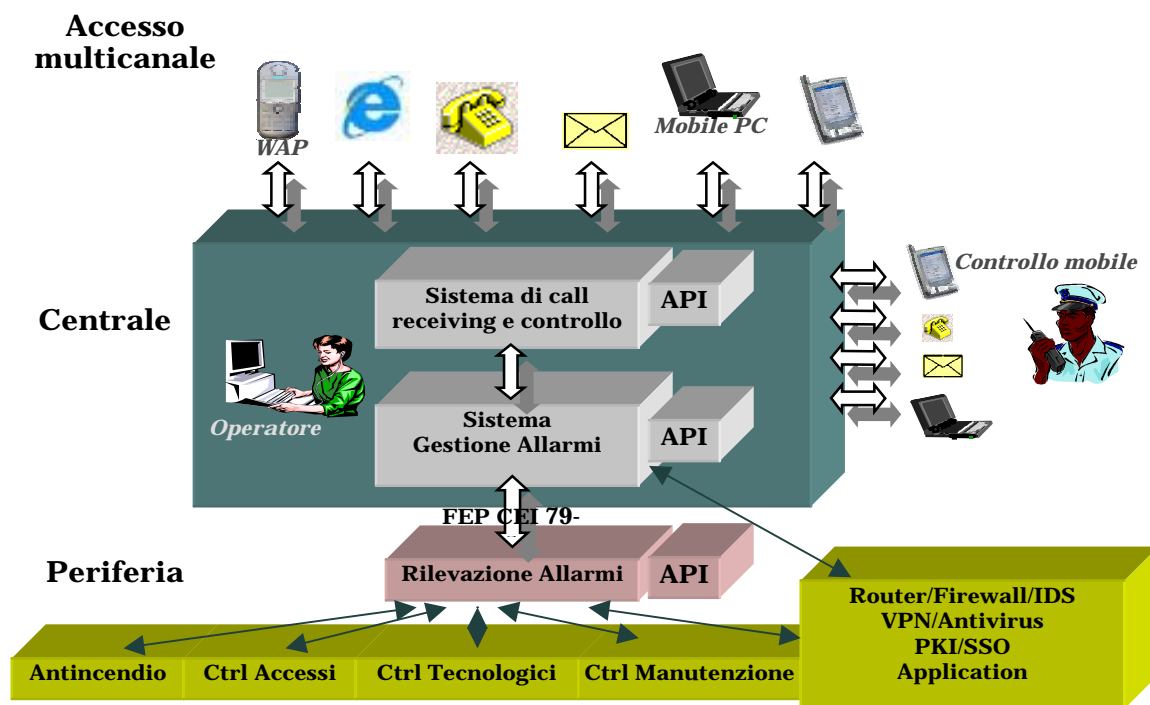 Accesso
multicanale
WAP
Mobile PC
Controllo mobile
Centrale
Sistema di call
receiving e controllo
API
Operatore
Sistema
Gestione Allarmi
API
FEP CEI 79-
Periferia
Rilevazione Allarmi
API
Router/Firewall/IDS
VPN/Antivirus
PKI/SSO
Application
Antincendio
Ctrl Accessi
Ctrl Tecnologici
Ctrl Manutenzione